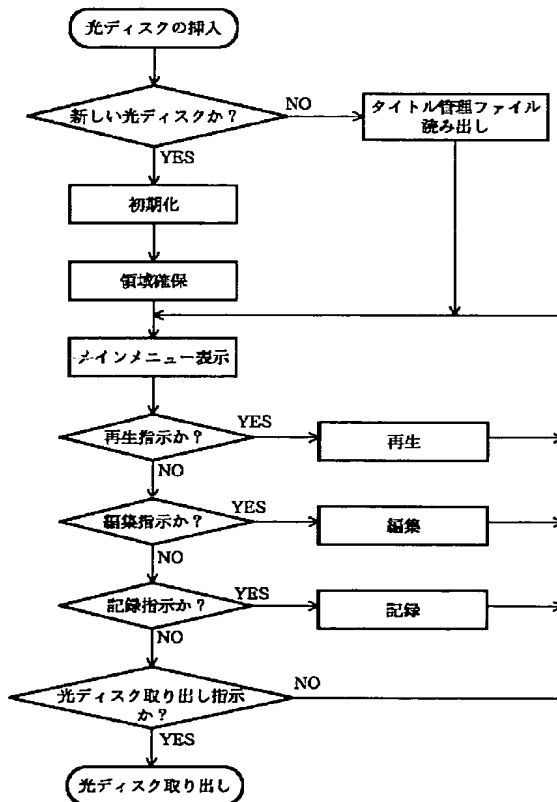 光ディスクの挿入
新しい光ディスクか？
NO
タイトル管理ファイル
読み出し
YES
初期化
領域確保
メインメニュー表示
再生指示か？
YES
再生
NO
編集指示か？
YES
編集
NO
記録指示か？
YES
記録
NO
光ディスク取り出し指示
か？
NO
YES
光ディスク取り出し